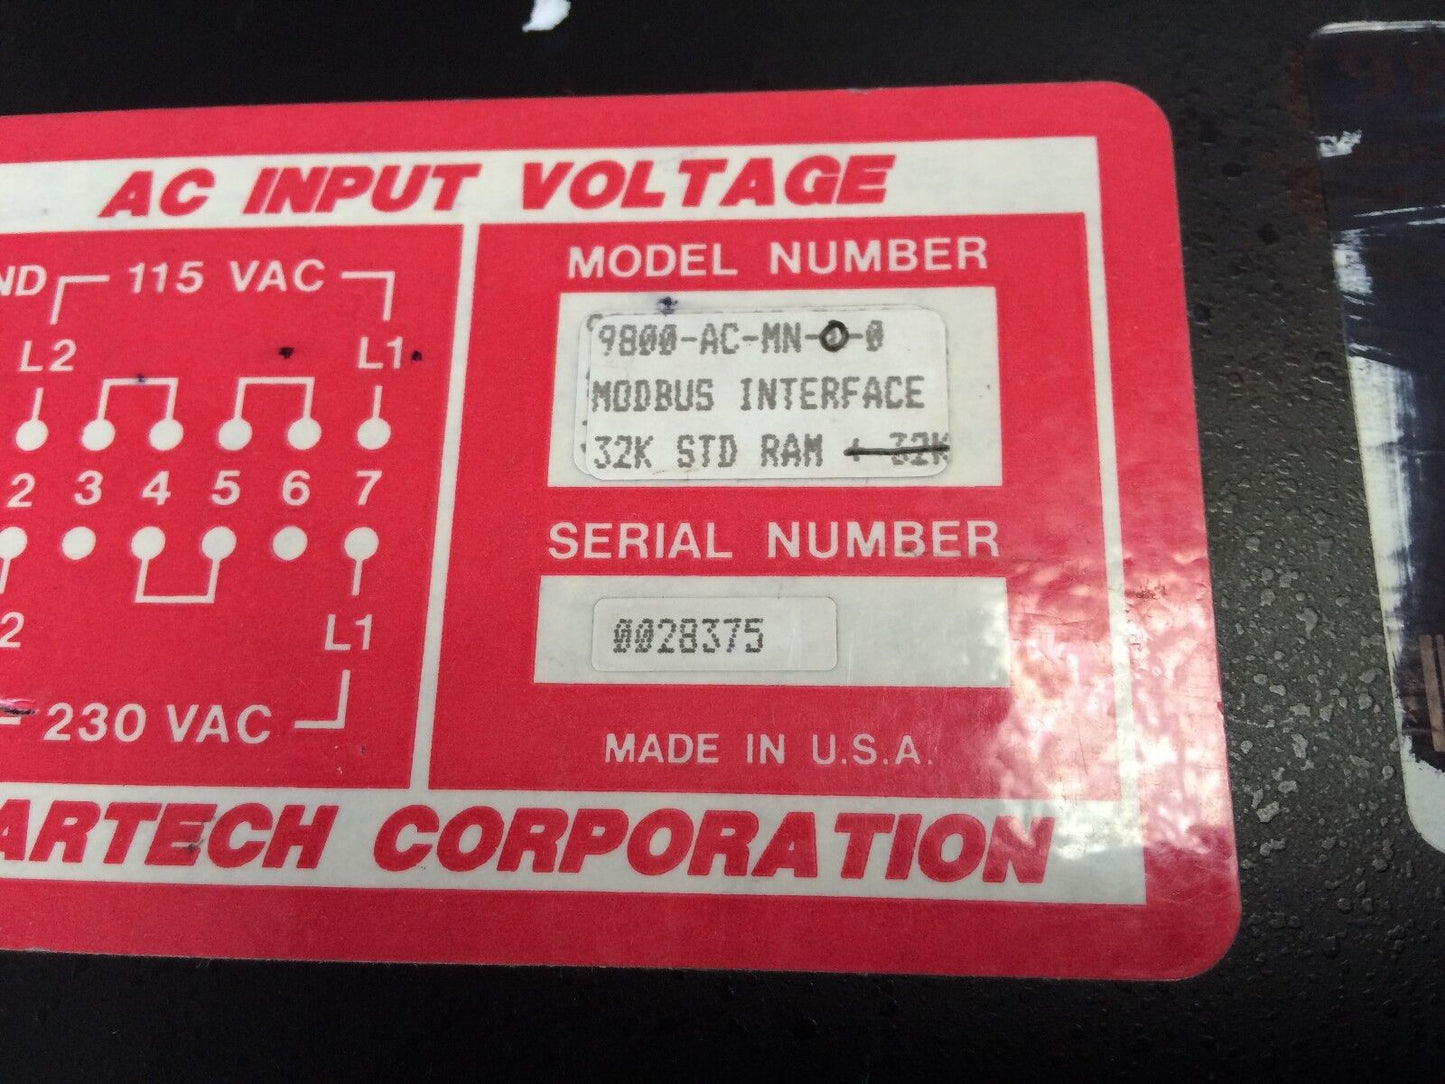 AC INPUT VOLTAGE
ND 115 VAC
L2 L1
2 3 4 5 6 7
2 L1
230 VAC
MODEL NUMBER
9800-AC-MN-0-0
MODBUS INTERFACE
32K STD RAM + 32K
SERIAL NUMBER
0028375
MADE IN U.S.A.
ARTECH CORPORATION